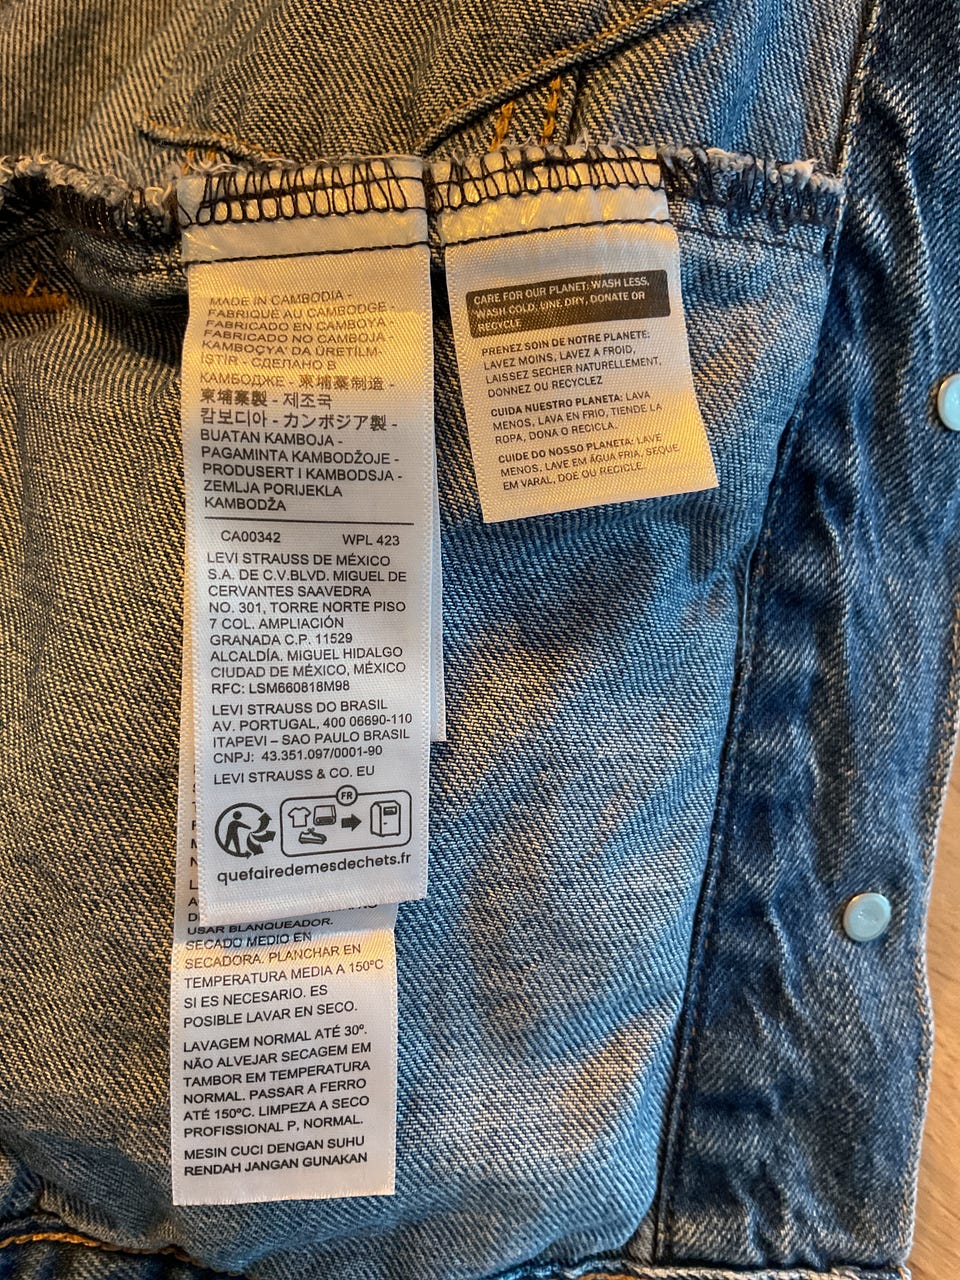 MADE IN CAMBODIA -
FABRIQUÉ AU CAMBODGE -
FABRICADO EN CAMBOYA -
FABRICADO NO CAMBOJA -
KAMBOÇYA' DA ÜRETİLM-
İSTİR - СДЕЛАНО В
КАМБОДЖЕ - 柬埔寨制造 -
柬埔寨製 - 제조국
캄보디아 - カンボジア製 -
BUATAN KAMBOJA -
PAGAMINTA KAMBODŽOJE -
PRODUSERT I KAMBODSJA -
ZEMLJA PORIJEKLA
KAMBODŽA
CA00342 WPL 423
LEVI STRAUSS DE MÉXICO
S.A. DE C.V.BLVD. MIGUEL DE
CERVANTES SAAVEDRA
NO. 301, TORRE NORTE PISO
7 COL. AMPLIACIÓN
GRANADA C.P. 11529
ALCALDÍA. MIGUEL HIDALGO
CIUDAD DE MÉXICO, MÉXICO
RFC: LSM660818M98
LEVI STRAUSS DO BRASIL
AV. PORTUGAL, 400 06690-110
ITAPEVI – SAO PAULO BRASIL
CNPJ: 43.351.097/0001-90
LEVI STRAUSS & CO. EU
FR
quefairedemesdechets.fr
USAR BLANQUEADOR.
SECADO MEDIO EN
SECADORA. PLANCHAR EN
TEMPERATURA MEDIA A 150ºC
SI ES NECESARIO. ES
POSIBLE LAVAR EN SECO.
LAVAGEM NORMAL ATÉ 30º.
NÃO ALVEJAR SECAGEM EM
TAMBOR EM TEMPERATURA
NORMAL. PASSAR A FERRO
ATÉ 150ºC. LIMPEZA A SECO
PROFISSIONAL P, NORMAL.
MESIN CUCI DENGAN SUHU
RENDAH JANGAN GUNAKAN
CARE FOR OUR PLANET: WASH LESS,
WASH COLD, LINE DRY, DONATE OR
RECYCLE
PRENEZ SOIN DE NOTRE PLANETE:
LAVEZ MOINS, LAVEZ A FROID,
LAISSEZ SECHER NATURELLEMENT,
DONNEZ OU RECYCLEZ
CUIDA NUESTRO PLANETA: LAVA
MENOS, LAVA EN FRIO, TIENDE LA
ROPA, DONA O RECICLA.
CUIDE DO NOSSO PLANETA: LAVE
MENOS, LAVE EM ÁGUA FRIA, SEQUE
EM VARAL, DOE OU RECICLE.